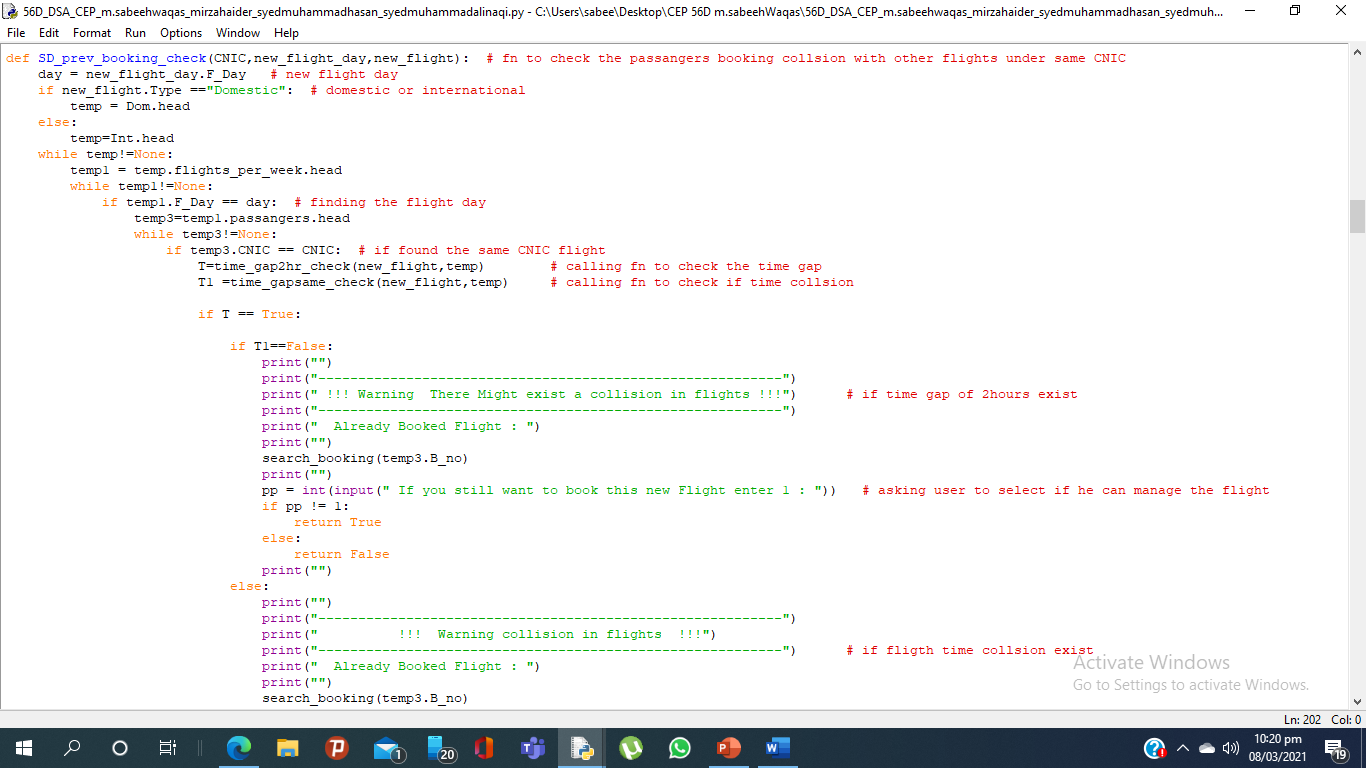 56D_DSA_CEP_m.sabeehwaqas_mirzahaider_syedmuhammadhasan_syedmuhammadalinaqi.py - C:\Users\sabee\Desktop\CEP 56D m.sabeehWaqas\56D_DSA_CEP_m.sabeehwaqas_mirzahaider_syedmuhammadhasan_syedmuh...
File Edit Format Run Options Window Help
def SD_prev_booking_check(CNIC,new_flight_day,new_flight):  # fn to check the passangers booking collsion with other flights under same CNIC
    day = new_flight_day.F_Day   # new flight day
    if new_flight.Type =="Domestic":  # domestic or international
        temp = Dom.head
    else:
        temp=Int.head
    while temp!=None:
        temp1 = temp.flights_per_week.head
        while temp1!=None:
            if temp1.F_Day == day:  # finding the flight day
                temp3=temp1.passangers.head
                while temp3!=None:
                    if temp3.CNIC == CNIC:  # if found the same CNIC flight
                        T=time_gap2hr_check(new_flight,temp)        # calling fn to check the time gap
                        T1 =time_gapsame_check(new_flight,temp)     # calling fn to check if time collsion
                        if T == True:
                            if T1==False:
                                print("")
                                print("----------------------------------------------------------")
                                print(" !!! Warning  There Might exist a collision in flights !!!")      # if time gap of 2hours exist
                                print("----------------------------------------------------------")
                                print("  Already Booked Flight : ")
                                print("")
                                search_booking(temp3.B_no)
                                print("")
                                pp = int(input(" If you still want to book this new Flight enter 1 : "))   # asking user to select if he can manage the flight
                                if pp != 1:
                                    return True
                                else:
                                    return False
                                print("")
                            else:
                                print("")
                                print("----------------------------------------------------------")
                                print("          !!!  Warning collision in flights  !!!")
                                print("----------------------------------------------------------")      # if fligth time collsion exist
                                print("  Already Booked Flight : ")
                                print("")
                                search_booking(temp3.B_no)
Activate Windows
Go to Settings to activate Windows.
Ln: 202 Col: 0
1
20
10:20 pm
08/03/2021
19